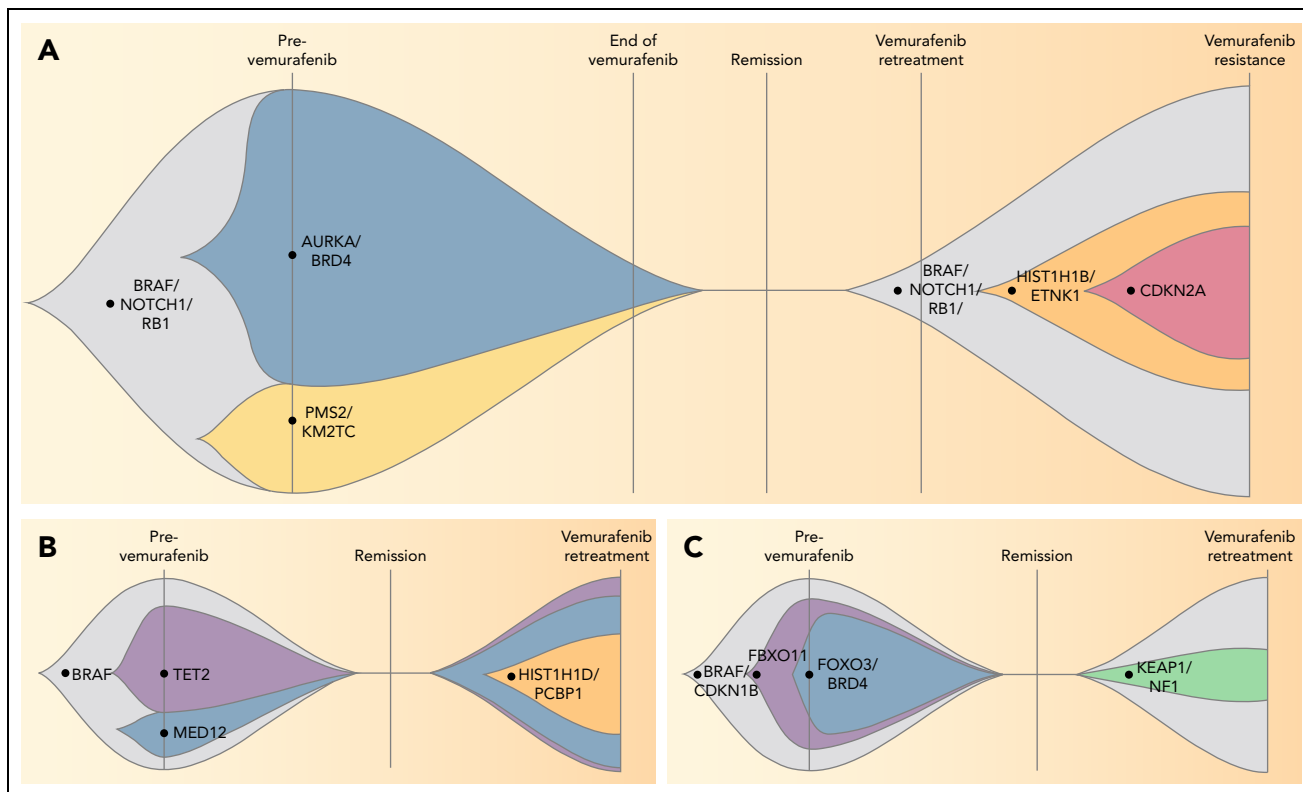 A
Pre-
vemurafenib
End of
vemurafenib
Remission
Vemurafenib
retreatment
Vemurafenib
resistance
BRAF/
NOTCH1/
RB1
AURKA/
BRD4
PMS2/
KM2TC
BRAF/
NOTCH1/
RB1/
HIST1H1B/
ETNK1
CDKN2A
B
Pre-
vemurafenib
Remission
Vemurafenib
retreatment
BRAF
TET2
MED12
HIST1H1D/
PCBP1
C
Pre-
vemurafenib
Remission
Vemurafenib
retreatment
BRAF/
CDKN1B
FBXO11
FOXO3/
BRD4
KEAP1/
NF1